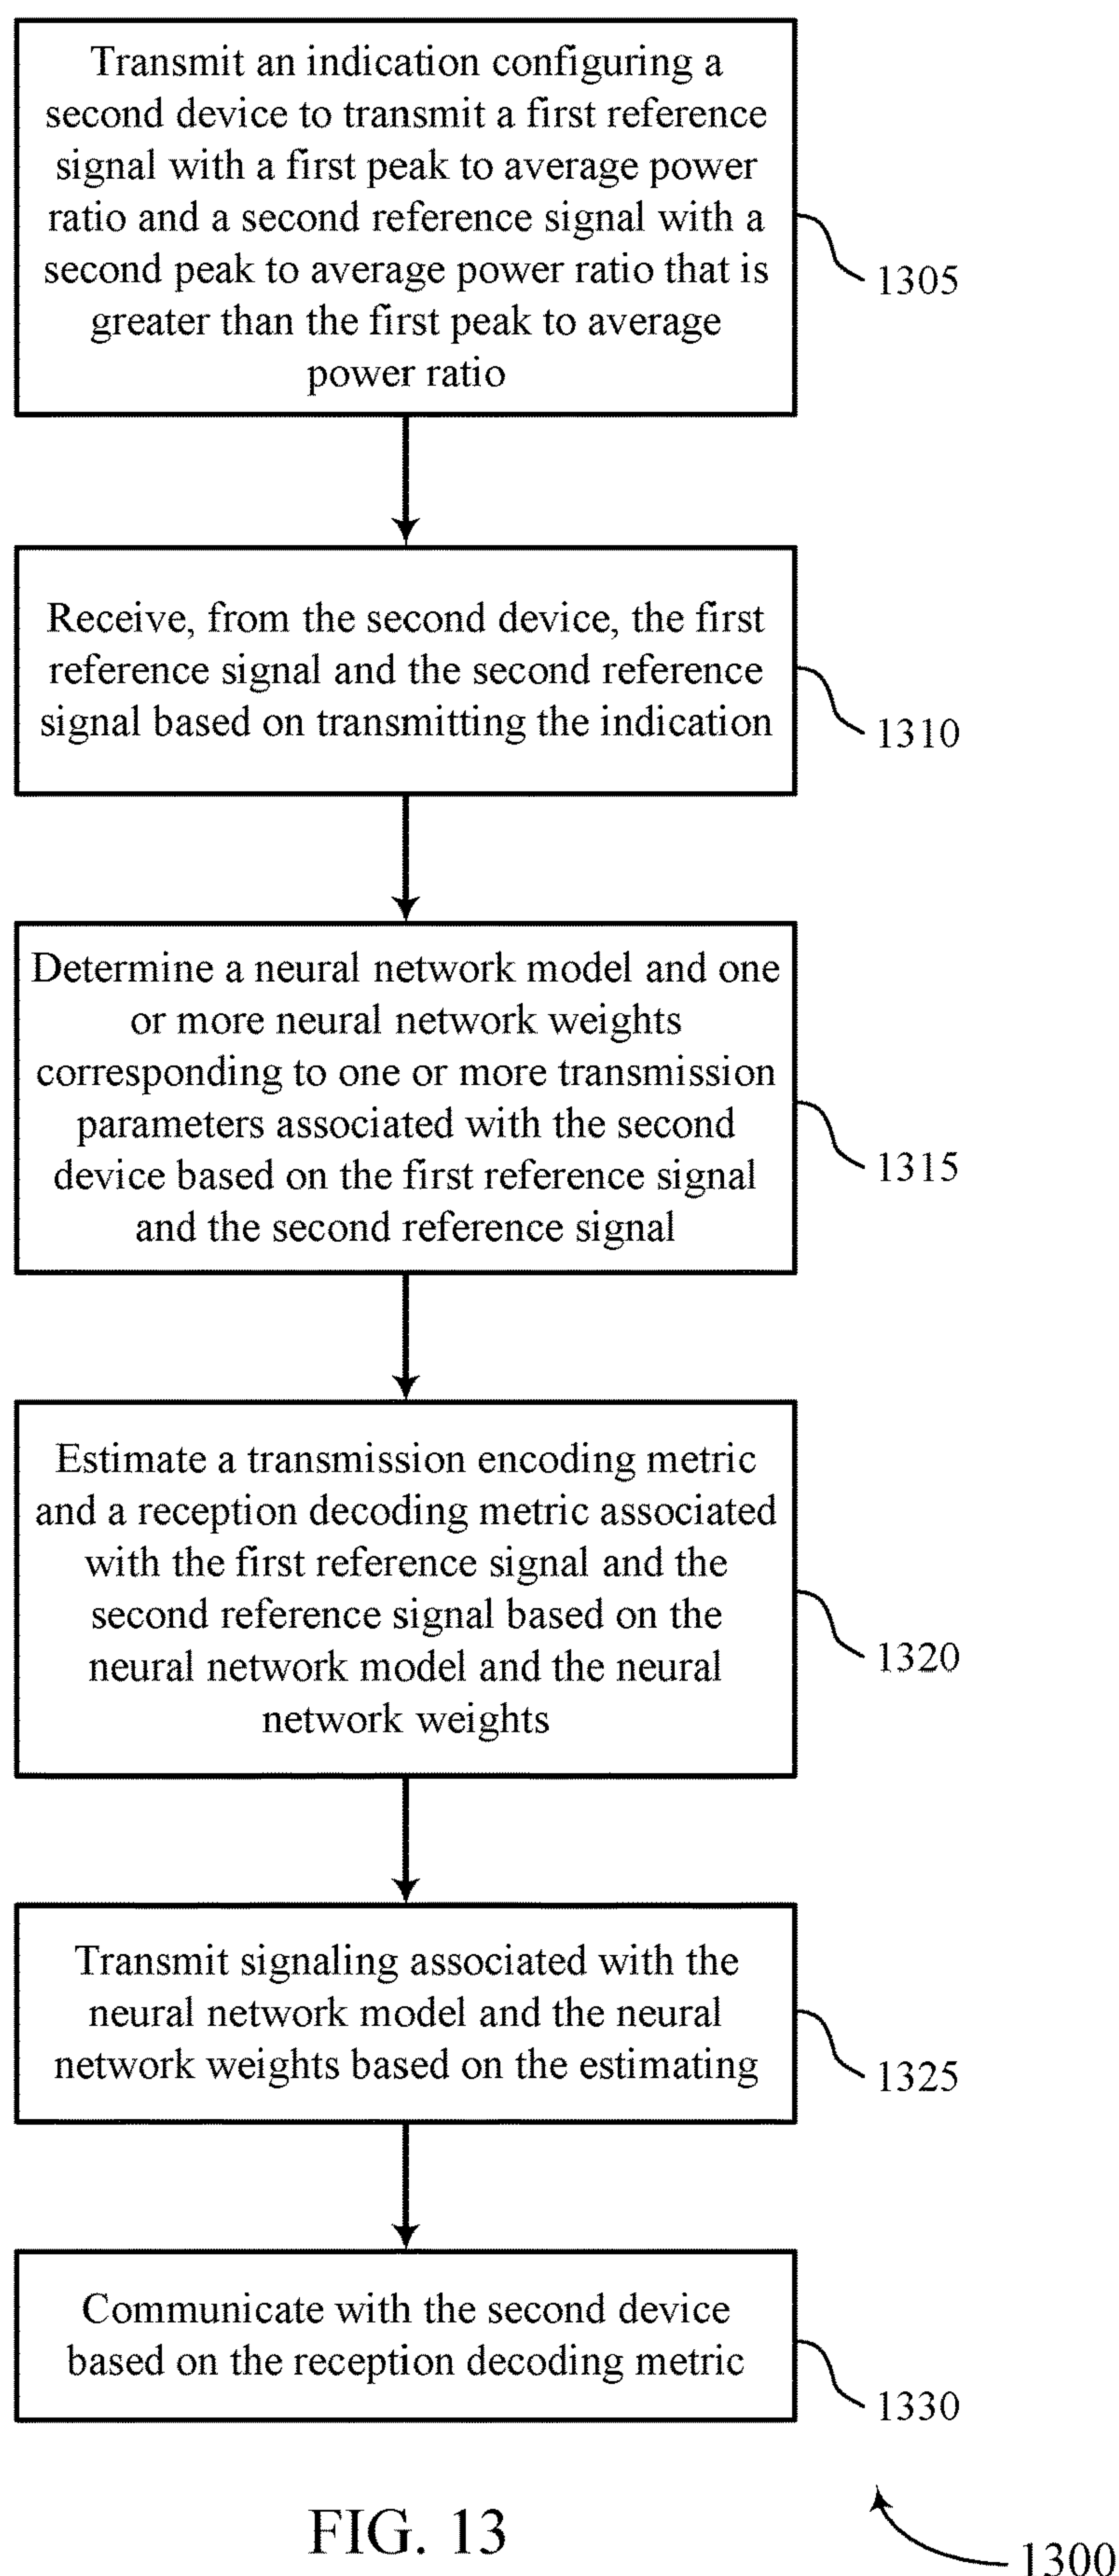 Transmit an indication configuring a
second device to transmit a first reference
signal with a first peak to average power
ratio and a second reference signal with a
second peak to average power ratio that is
greater than the first peak to average
power ratio
1305
Receive, from the second device, the first
reference signal and the second reference
signal based on transmitting the indication
1310
Determine a neural network model and one
or more neural network weights
corresponding to one or more transmission
parameters associated with the second
device based on the first reference signal
and the second reference signal
1315
Estimate a transmission encoding metric
and a reception decoding metric associated
with the first reference signal and the
second reference signal based on the
neural network model and the neural
network weights
1320
Transmit signaling associated with the
neural network model and the neural
network weights based on the estimating
1325
Communicate with the second device
based on the reception decoding metric
1330
FIG. 13
1300